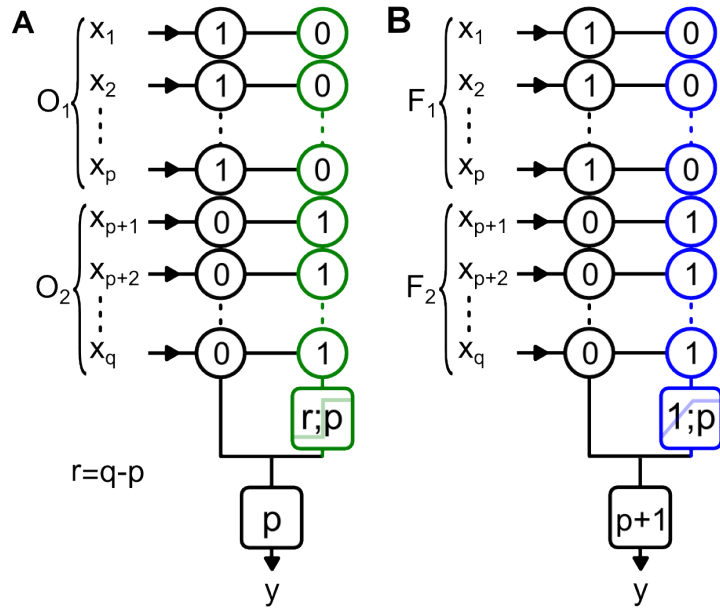 A
O₁
x₁ 1 0
x₂ 1 0
xₚ 1 0
O₂
xₚ₊₁ 0 1
xₚ₊₂ 0 1
x_q 0 1
r;p
r=q-p
p
y
B
F₁
x₁ 1 0
x₂ 1 0
xₚ 1 0
F₂
xₚ₊₁ 0 1
xₚ₊₂ 0 1
x_q 0 1
1;p
p+1
y